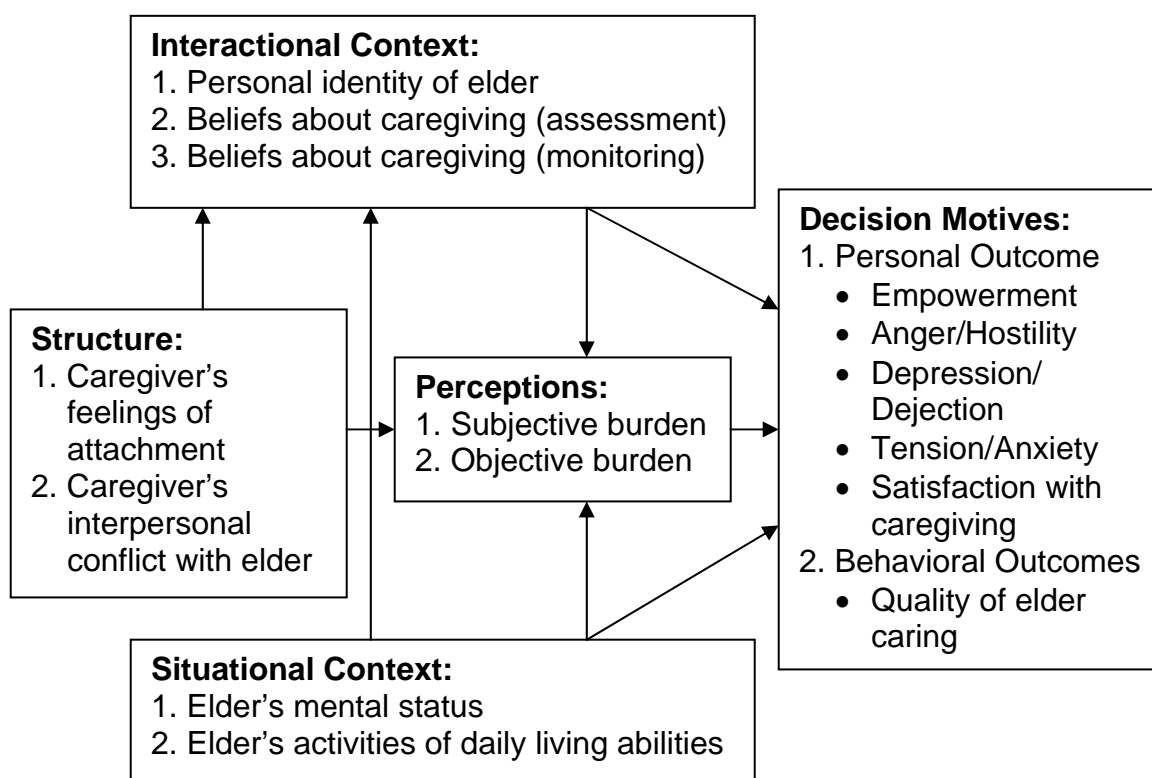 Interactional Context:
1. Personal identity of elder
2. Beliefs about caregiving (assessment)
3. Beliefs about caregiving (monitoring)
Structure:
1. Caregiver’s
feelings of
attachment
2. Caregiver’s
interpersonal
conflict with elder
Perceptions:
1. Subjective burden
2. Objective burden
Decision Motives:
1. Personal Outcome
• Empowerment
• Anger/Hostility
• Depression/
Dejection
• Tension/Anxiety
• Satisfaction with
caregiving
2. Behavioral Outcomes
• Quality of elder
caring
Situational Context:
1. Elder’s mental status
2. Elder’s activities of daily living abilities